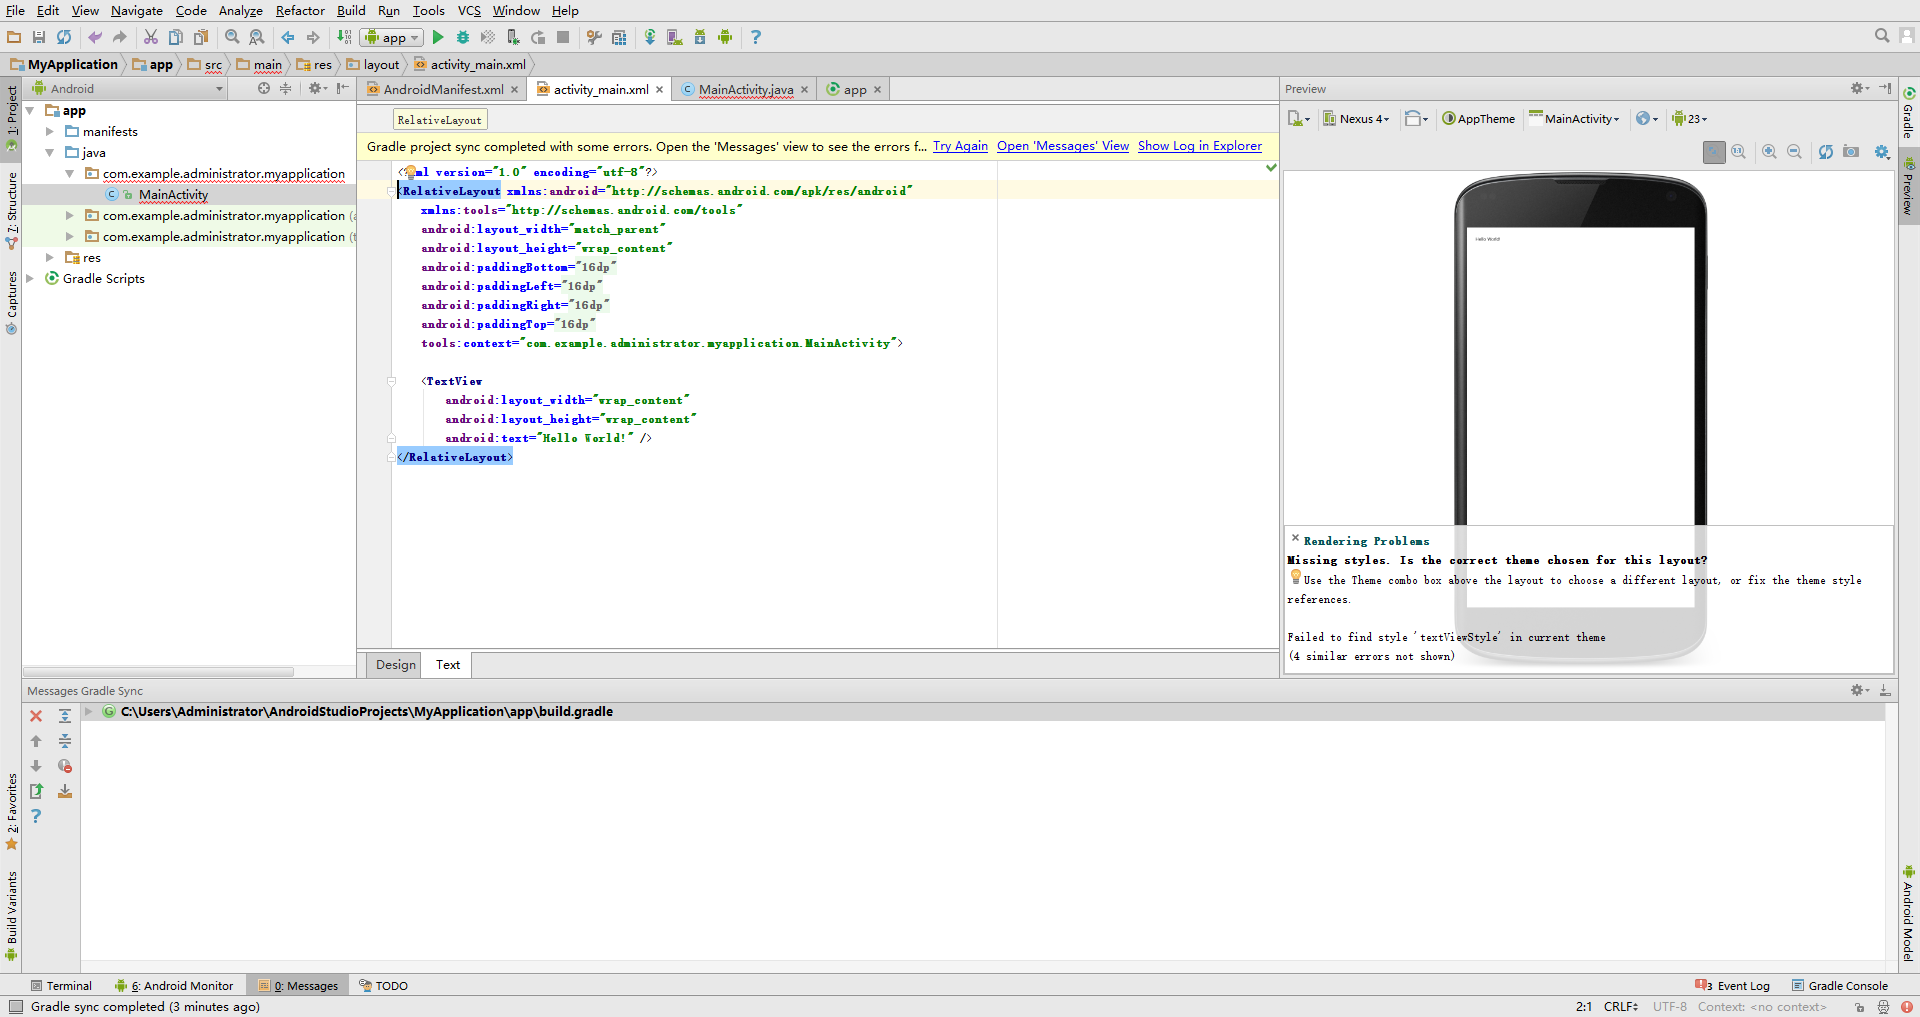 File Edit View Navigate Code Analyze Refactor Build Run Tools VCS Window Help
app
MyApplication app src main res layout activity_main.xml
Android
AndroidManifest.xml activity_main.xml MainActivity.java app
Preview
1: Project
7: Structure
Captures
2: Favorites
Build Variants
app
manifests
java
com.example.administrator.myapplication
MainActivity
com.example.administrator.myapplication
com.example.administrator.myapplication
res
Gradle Scripts
RelativeLayout
Gradle project sync completed with some errors. Open the 'Messages' view to see the errors f... Try Again Open 'Messages' View Show Log in Explorer
version="1.0" encoding="utf-8"?>
<RelativeLayout xmlns:android="http://schemas.android.com/apk/res/android"
xmlns:tools="http://schemas.android.com/tools"
android:layout_width="match_parent"
android:layout_height="wrap_content"
android:paddingBottom="16dp"
android:paddingLeft="16dp"
android:paddingRight="16dp"
android:paddingTop="16dp"
tools:context="com.example.administrator.myapplication.MainActivity">
<TextView
android:layout_width="wrap_content"
android:layout_height="wrap_content"
android:text="Hello World!" />
</RelativeLayout>
Design Text
Nexus 4 AppTheme MainActivity 23
Hello World!
Rendering Problems
Missing styles. Is the correct theme chosen for this layout?
Use the Theme combo box above the layout to choose a different layout, or fix the theme style
references.
Failed to find style 'textViewStyle' in current theme
(4 similar errors not shown)
Gradle
Preview
Android Model
Messages Gradle Sync
C:\Users\Administrator\AndroidStudioProjects\MyApplication\app\build.gradle
Terminal 6: Android Monitor 0: Messages TODO
3 Event Log Gradle Console
Gradle sync completed (3 minutes ago)
2:1 CRLF UTF-8 Context: <no context>